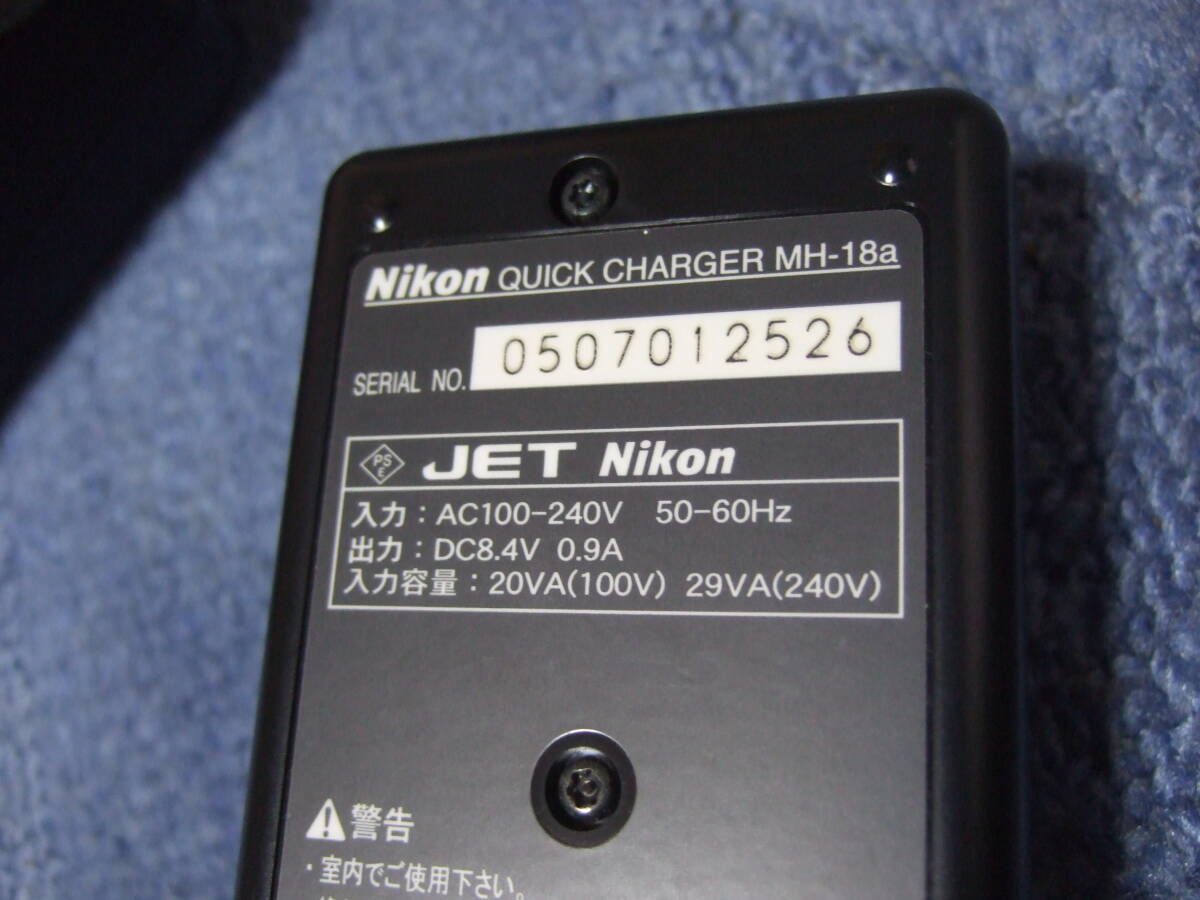 Nikon QUICK CHARGER MH-18a
SERIAL NO. 0507012526
PSE JET Nikon
入力：AC100-240V 50-60Hz
出力：DC8.4V 0.9A
入力容量：20VA(100V) 29VA(240V)
警告
・室内でご使用下さい。